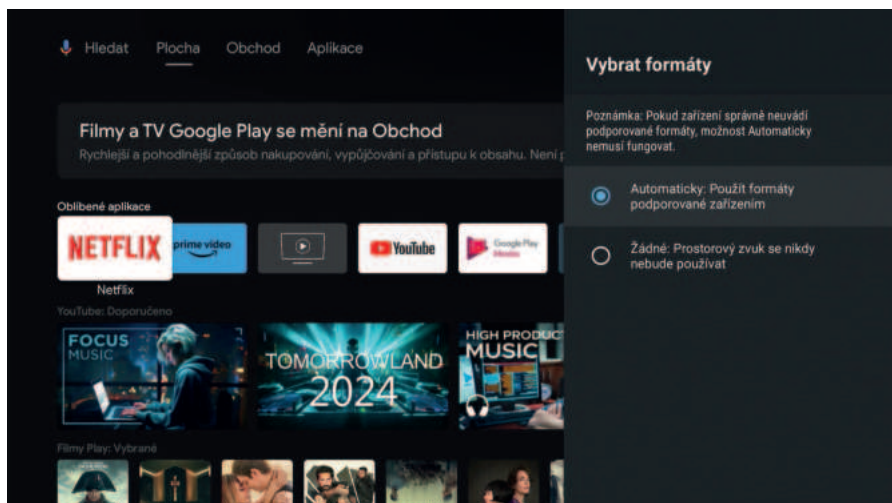 Hledat Plocha Obchod Aplikace
Filmy a TV Google Play se mění na Obchod
Rychlejší a pohodlnější způsob nakupování, vypůjčování a přístupu k obsahu. Není
Oblíbené aplikace
NETFLIX
prime video
YouTube
Google Play
Movies
Netflix
YouTube: Doporučeno
FOCUS
MUSIC
TOMORROWLAND
2024
HIGH PRODUC
MUSIC
Filmy Play: Vybrané
Vybrat formáty
Poznámka: Pokud zařízení správně neuvádí
podporované formáty, možnost Automaticky
nemusí fungovat.
Automaticky: Použít formáty
podporované zařízením
Žádné: Prostorový zvuk se nikdy
nebude používat